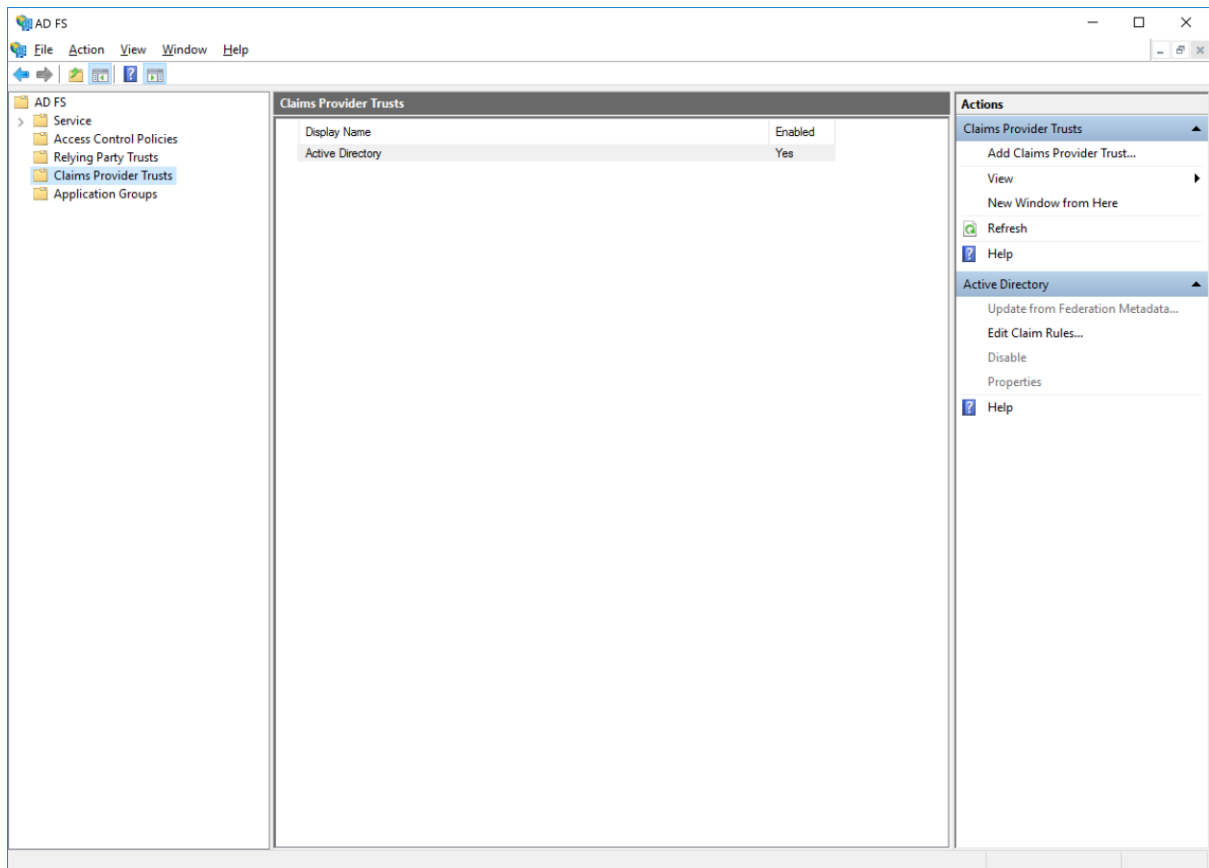 AD FS
File Action View Window Help
AD FS
Service
Access Control Policies
Relying Party Trusts
Claims Provider Trusts
Application Groups
Claims Provider Trusts
Display Name Enabled
Active Directory Yes
Actions
Claims Provider Trusts
Add Claims Provider Trust...
View
New Window from Here
Refresh
Help
Active Directory
Update from Federation Metadata...
Edit Claim Rules...
Disable
Properties
Help